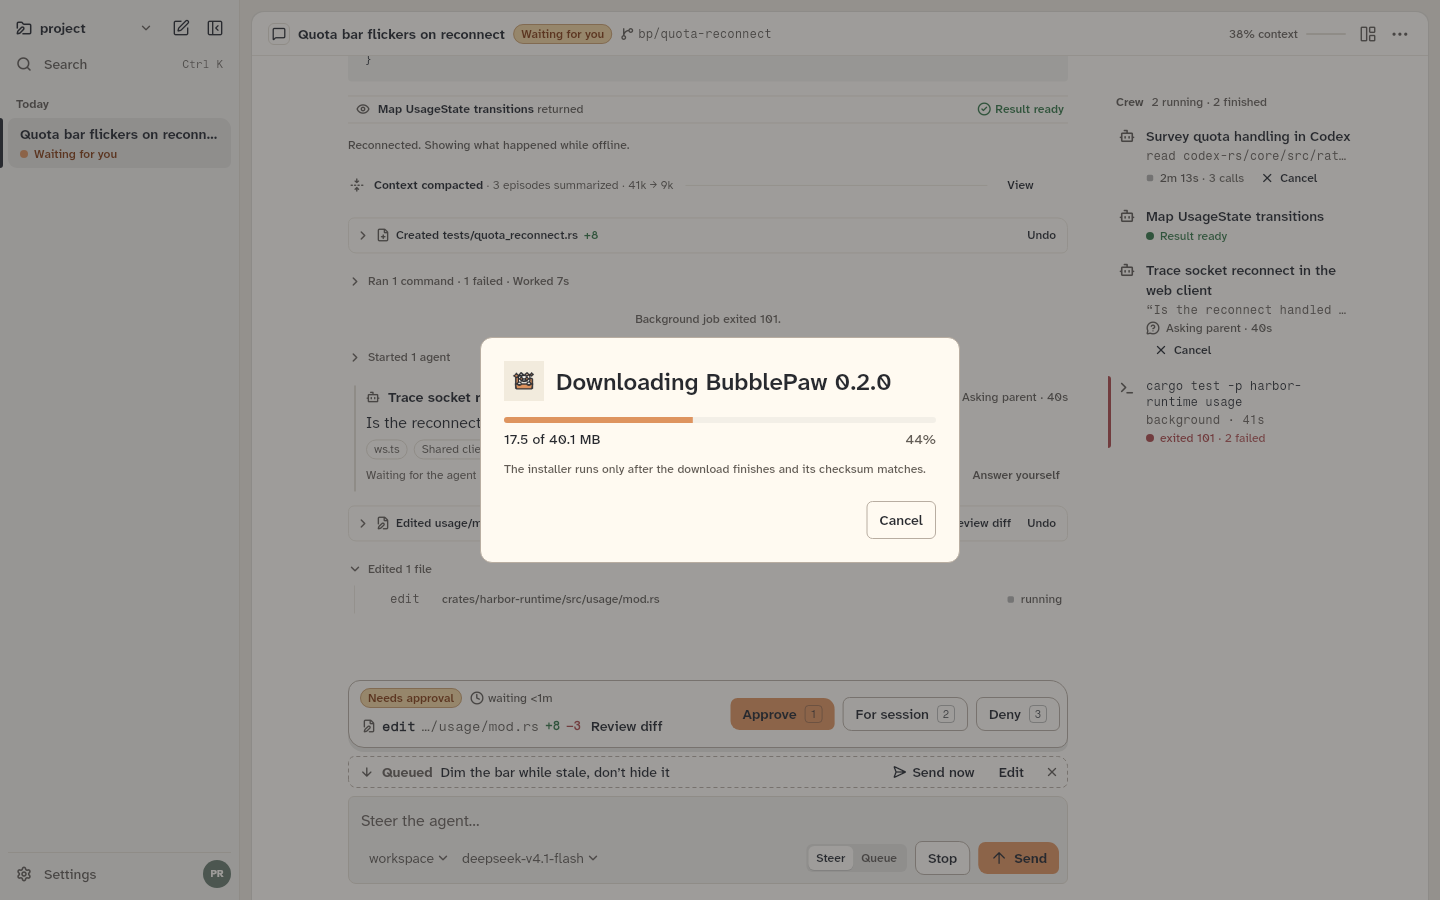 project
Search
Ctrl K
Today
Quota bar flickers on reconn...
Waiting for you
Settings
PR
Quota bar flickers on reconnect
Waiting for you
bp/quota-reconnect
38% context
}
Map UsageState transitions returned
Result ready
Reconnected. Showing what happened while offline.
Context compacted · 3 episodes summarized · 41k → 9k
View
Created tests/quota_reconnect.rs +8
Undo
Ran 1 command · 1 failed · Worked 7s
Background job exited 101.
Started 1 agent
Trace socket r
Asking parent · 40s
Is the reconnect
ws.ts
Shared clie
Waiting for the agent
Answer yourself
Edited usage/m
eview diff
Undo
Edited 1 file
edit
crates/harbor-runtime/src/usage/mod.rs
running
Downloading BubblePaw 0.2.0
17.5 of 40.1 MB
44%
The installer runs only after the download finishes and its checksum matches.
Cancel
Needs approval
waiting <1m
edit …/usage/mod.rs +8 −3 Review diff
Approve 1
For session 2
Deny 3
Queued Dim the bar while stale, don't hide it
Send now
Edit
Steer the agent…
workspace
deepseek-v4.1-flash
Steer
Queue
Stop
Send
Crew 2 running · 2 finished
Survey quota handling in Codex
read codex-rs/core/src/rat…
2m 13s · 3 calls
Cancel
Map UsageState transitions
Result ready
Trace socket reconnect in the
web client
“Is the reconnect handled …
Asking parent · 40s
Cancel
cargo test -p harbor-
runtime usage
background · 41s
exited 101 · 2 failed